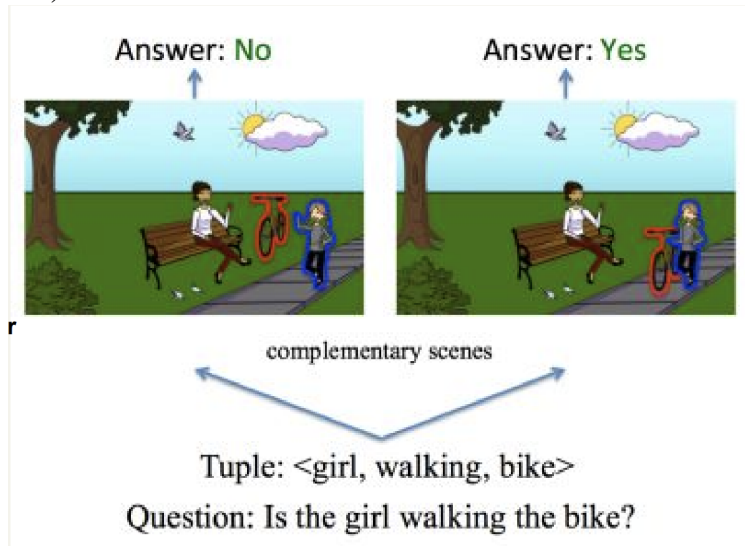 Answer: No
Answer: Yes
r
complementary scenes
Tuple: <girl, walking, bike>
Question: Is the girl walking the bike?